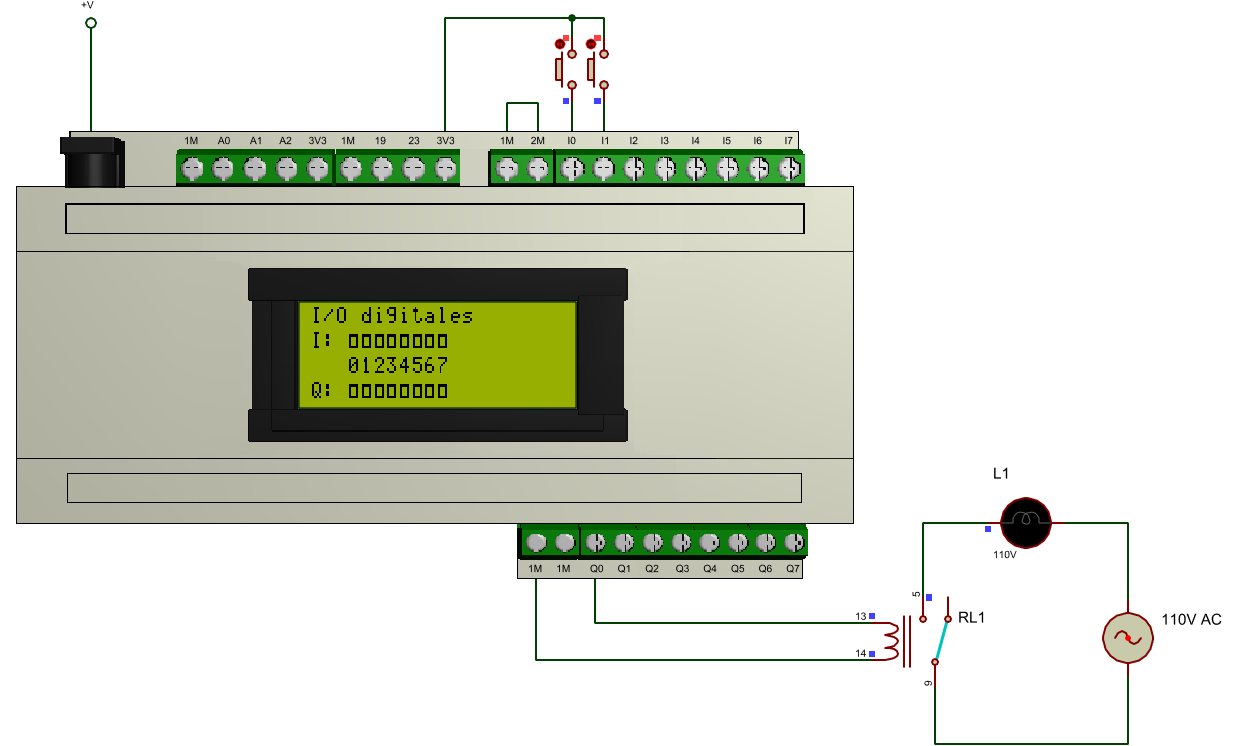 +V
1M A0 A1 A2 3V3 1M 19 23 3V3 1M 2M I0 I1 I2 I3 I4 I5 I6 I7
I/O digitales
I: 00000000
01234567
Q: 00000000
1M 1M Q0 Q1 Q2 Q3 Q4 Q5 Q6 Q7
L1
110V
5
13
RL1
110V AC
14
9